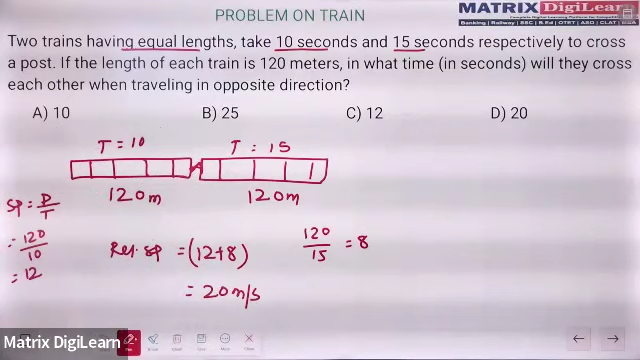 PROBLEM ON TRAIN
MATRIX DIGILEARN
Two trains having equal lengths, take 10 seconds and 15 seconds respectively to cross
a post. If the length of each train is 120 meters, in what time (in seconds) will they cross
each other when traveling in opposite direction?
A) 10 B) 25 C) 12 D) 20
T = 10 T = 15
120m 120m
SP = D/T
= 120/10
= 12
Rel. SP = (12+8)
= 20 m/s
120/15 = 8
Matrix DigiLearn